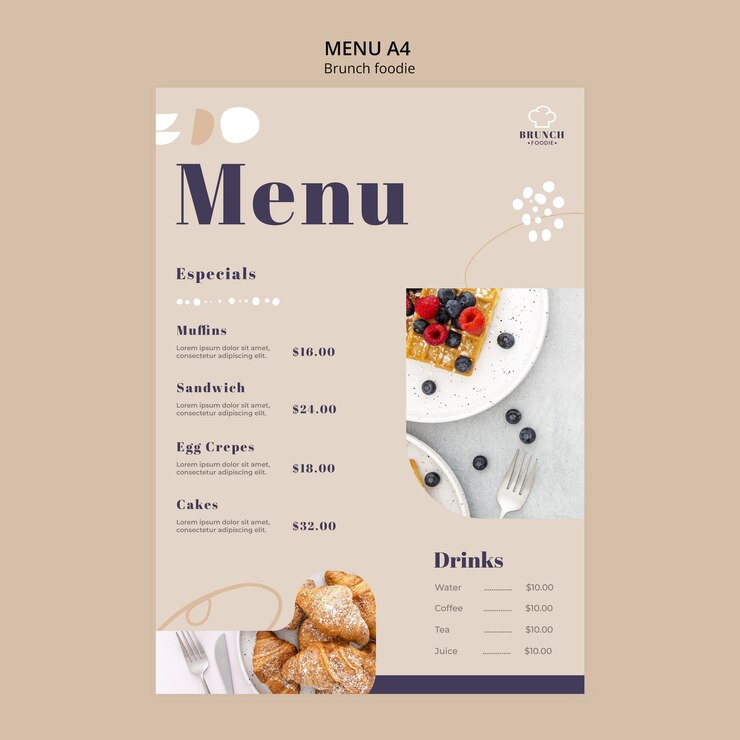 MENU A4
Brunch foodie
BRUNCH
•FOODIE•
Menu
Especials
Muffins
Lorem ipsum dolor sit amet,
consectetur adipiscing elit.
$16.00
Sandwich
Lorem ipsum dolor sit amet,
consectetur adipiscing elit.
$24.00
Egg Crepes
Lorem ipsum dolor sit amet,
consectetur adipiscing elit.
$18.00
Cakes
Lorem ipsum dolor sit amet,
consectetur adipiscing elit.
$32.00
Drinks
Water ............... $10.00
Coffee ............... $10.00
Tea ............... $10.00
Juice ............... $10.00